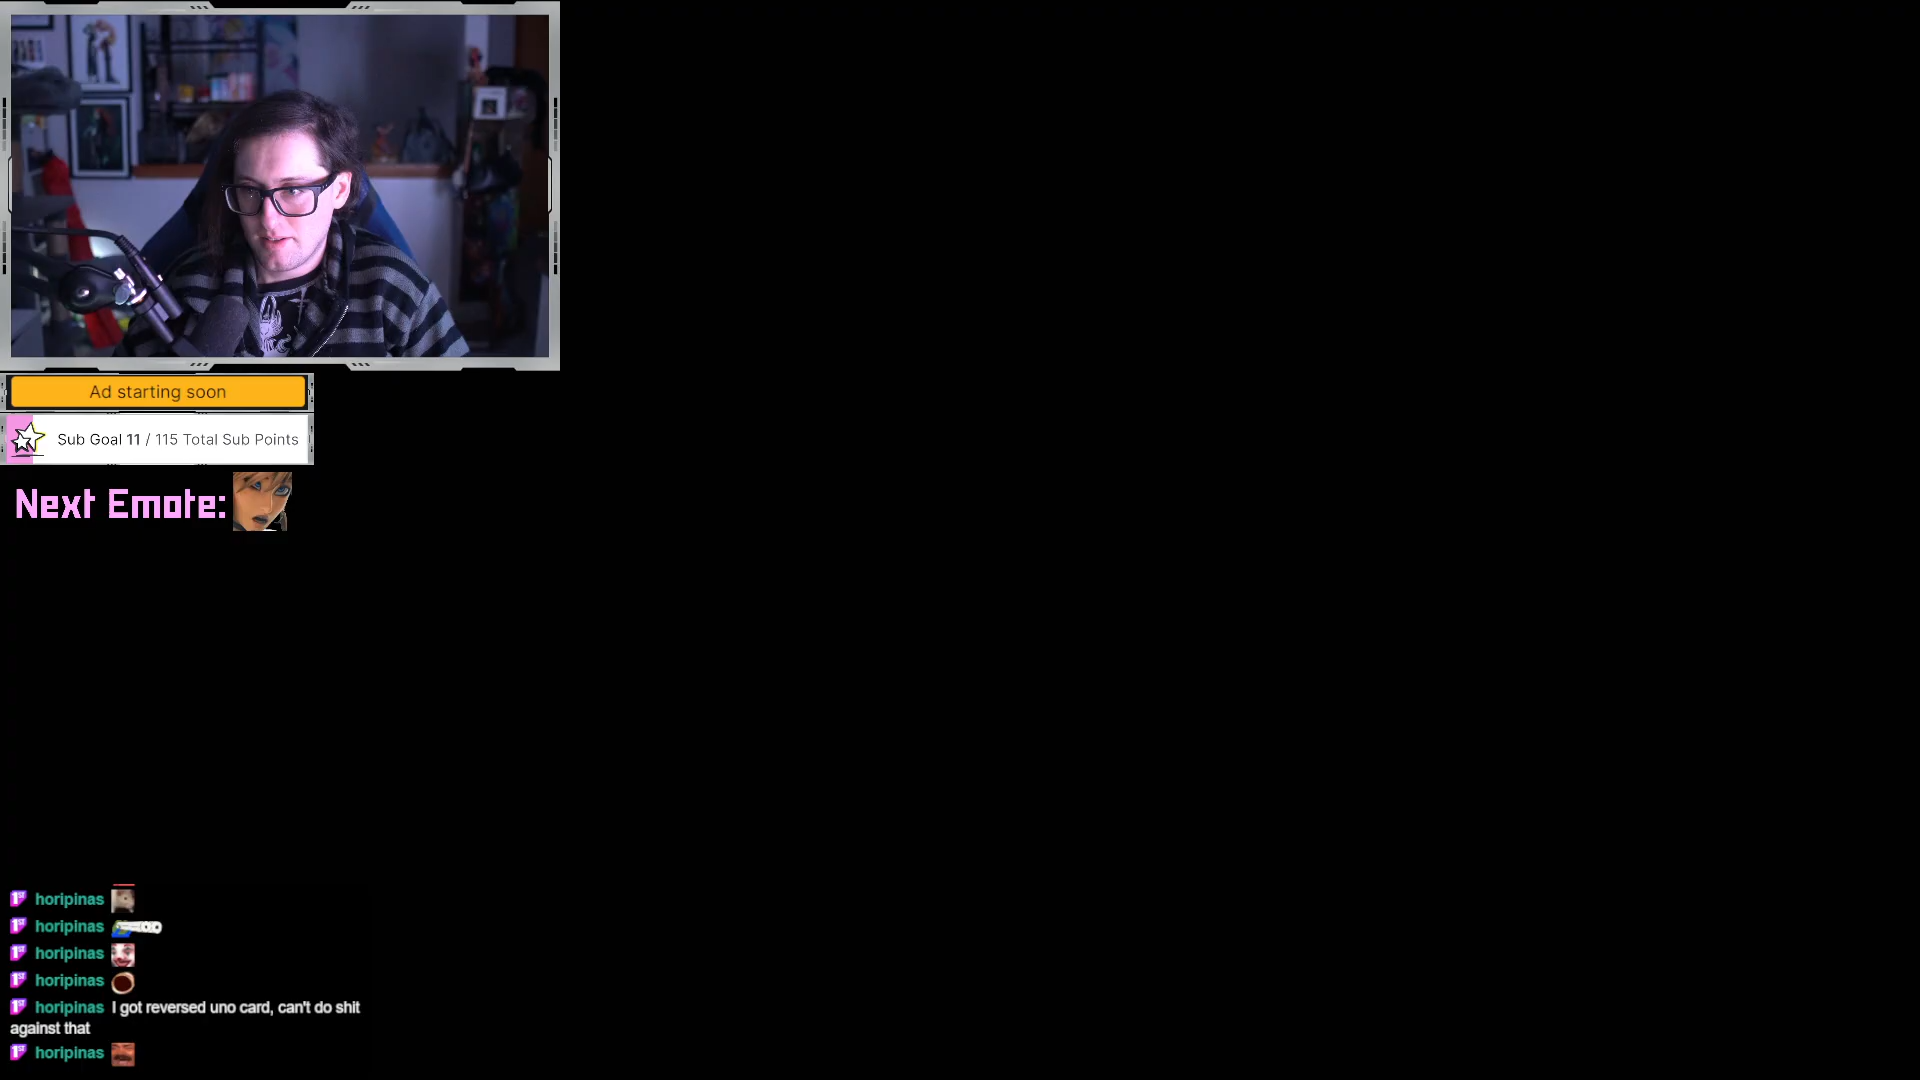 Ad starting soon
Sub Goal 11 / 115 Total Sub Points
Next Emote:
horipinas
horipinas
horipinas
horipinas
horipinas I got reversed uno card, can't do shit
against that
horipinas